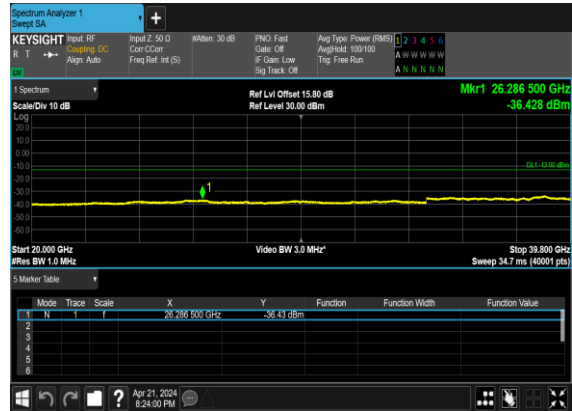 Spectrum Analyzer 1
Swept SA
+
KEYSIGHT Input: RF Input Z: 50 Ω #Atten: 30 dB PNO: Fast Avg Type: Power (RMS) 1 2 3 4 5 6
R T Coupling: DC Corr CCorr Gate: Off Avg|Hold: 100/100 A W W W W W
Align: Auto Freq Ref: Int (S) IF Gain: Low Trig: Free Run
Sig Track: Off A N N N N N
1 Spectrum Ref Lvl Offset 15.80 dB Mkr1 26.286 500 GHz
Scale/Div 10 dB Ref Level 30.00 dBm -36.428 dBm
Log
20.0
10.0
0.00
-10.0 DL1 -13.00 dBm
-20.0
-30.0 1
-40.0
-50.0
-60.0
Start 20.000 GHz Video BW 3.0 MHz* Stop 39.800 GHz
#Res BW 1.0 MHz Sweep 34.7 ms (40001 pts)
5 Marker Table
Mode Trace Scale X Y Function Function Width Function Value
1 N 1 f 26.286 500 GHz -36.43 dBm
2
3
4
5
6
? Apr 21, 2024
8:24:00 PM